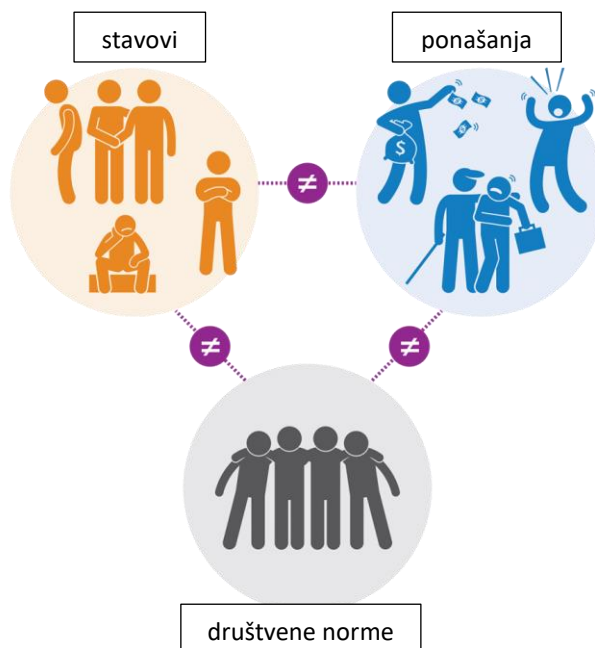 stavovi
ponašanja
$
≠
≠
≠
društvene norme